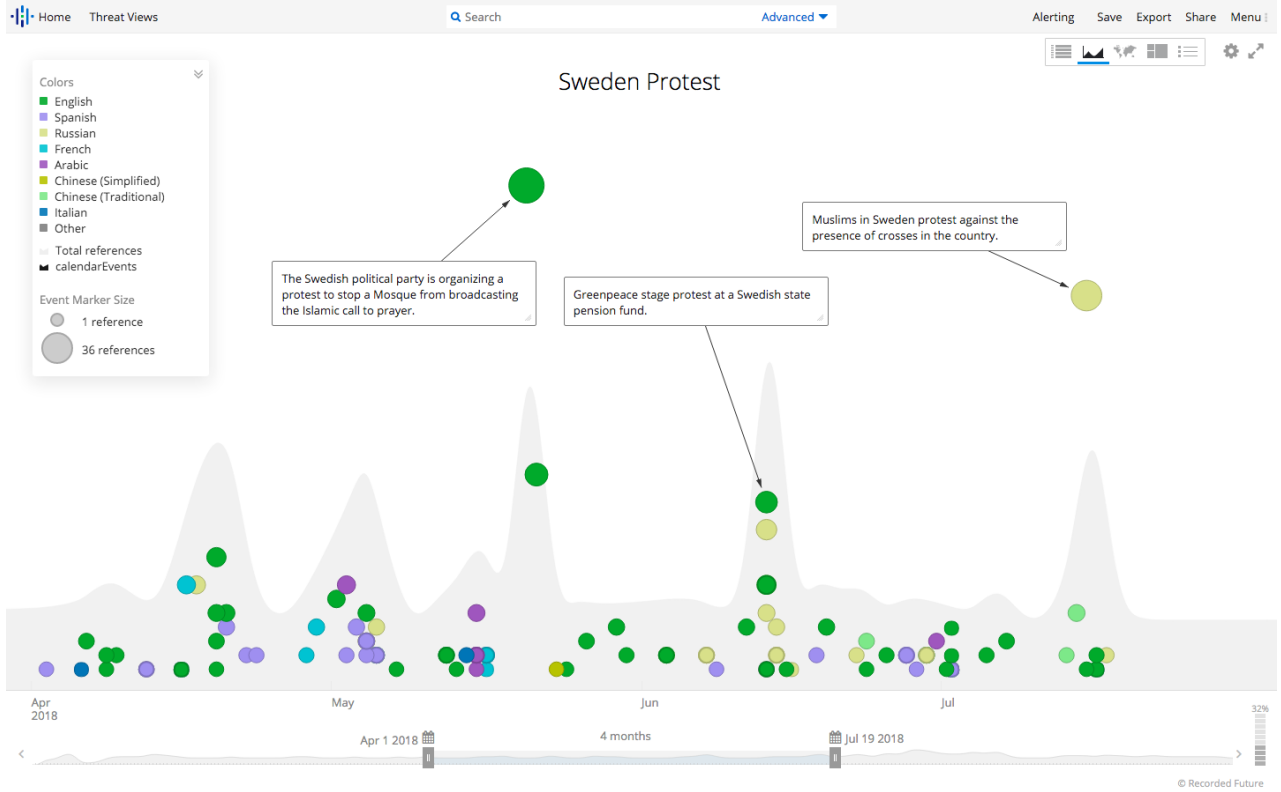 Home Threat Views Search Advanced Alerting Save Export Share Menu
Sweden Protest
Colors
English
Spanish
Russian
French
Arabic
Chinese (Simplified)
Chinese (Traditional)
Italian
Other
Total references
calendarEvents
Event Marker Size
1 reference
36 references
The Swedish political party is organizing a
protest to stop a Mosque from broadcasting
the Islamic call to prayer.
Greenpeace stage protest at a Swedish state
pension fund.
Muslims in Sweden protest against the
presence of crosses in the country.
Apr May Jun Jul
2018
32%
Apr 1 2018 4 months Jul 19 2018
© Recorded Future